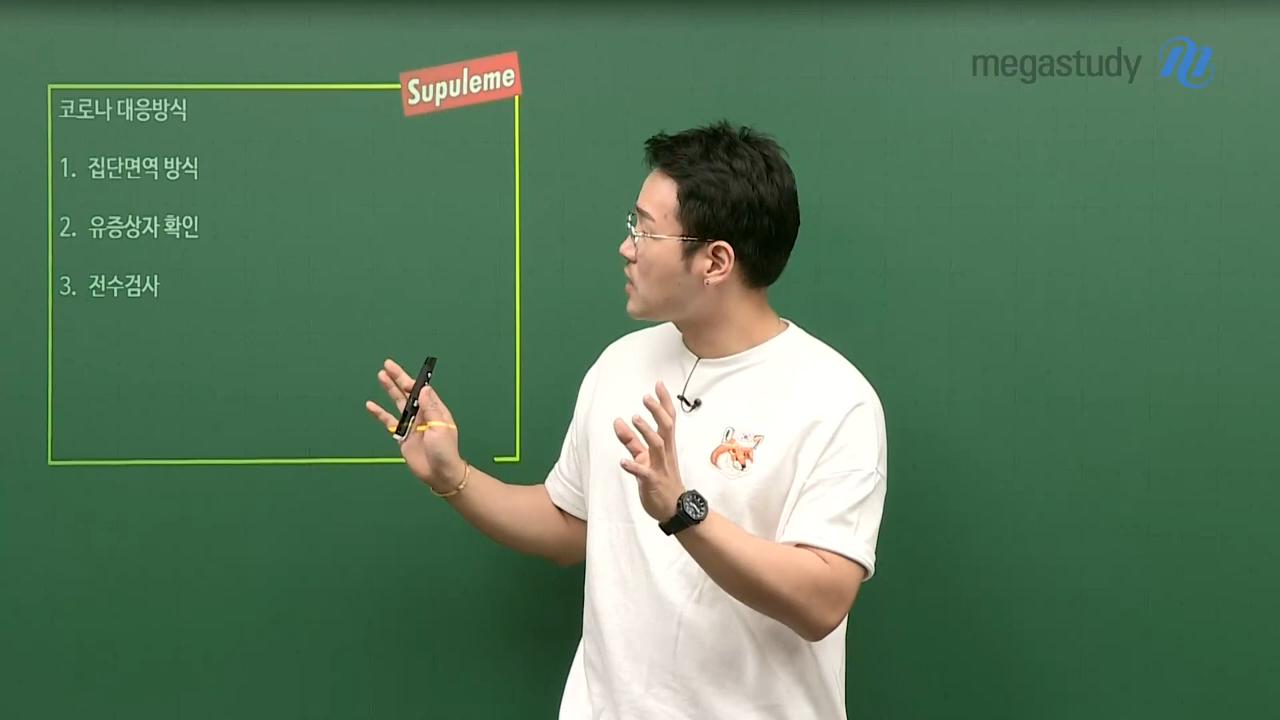 megastudy
Supuleme
코로나 대응방식
1. 집단면역 방식
2. 유증상자 확인
3. 전수검사